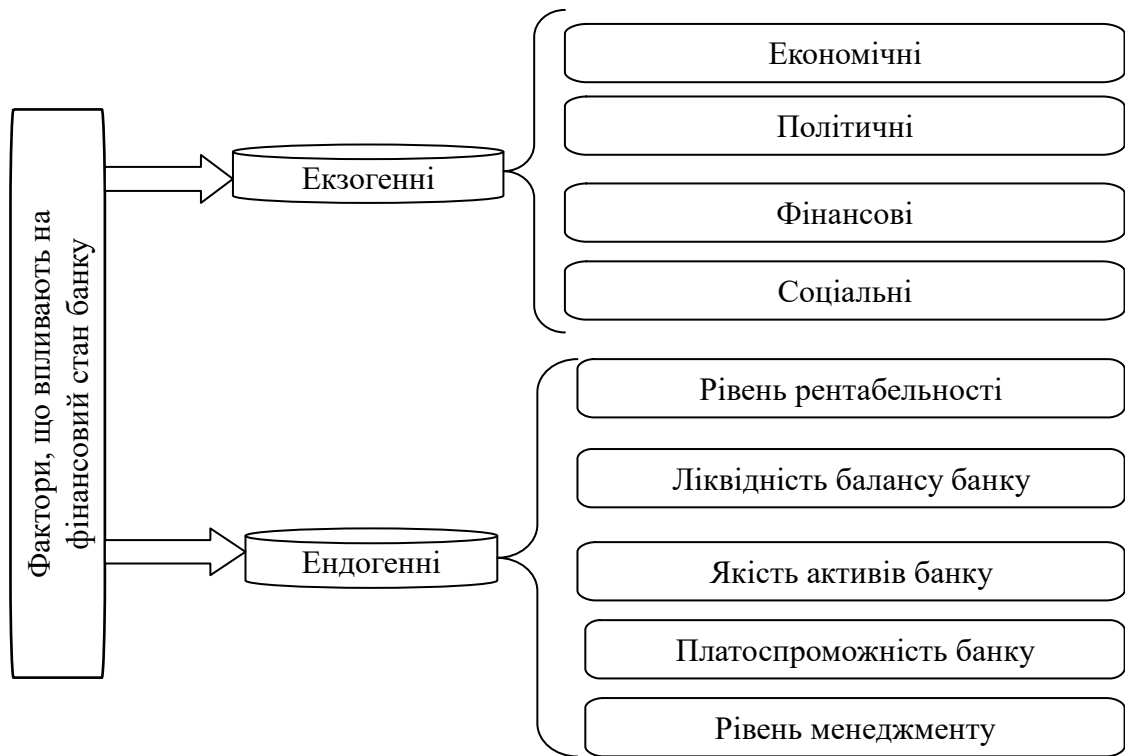 Фактори, що впливають на
фінансовий стан банку
Екзогенні
Економічні
Політичні
Фінансові
Соціальні
Ендогенні
Рівень рентабельності
Ліквідність балансу банку
Якість активів банку
Платоспроможність банку
Рівень менеджменту